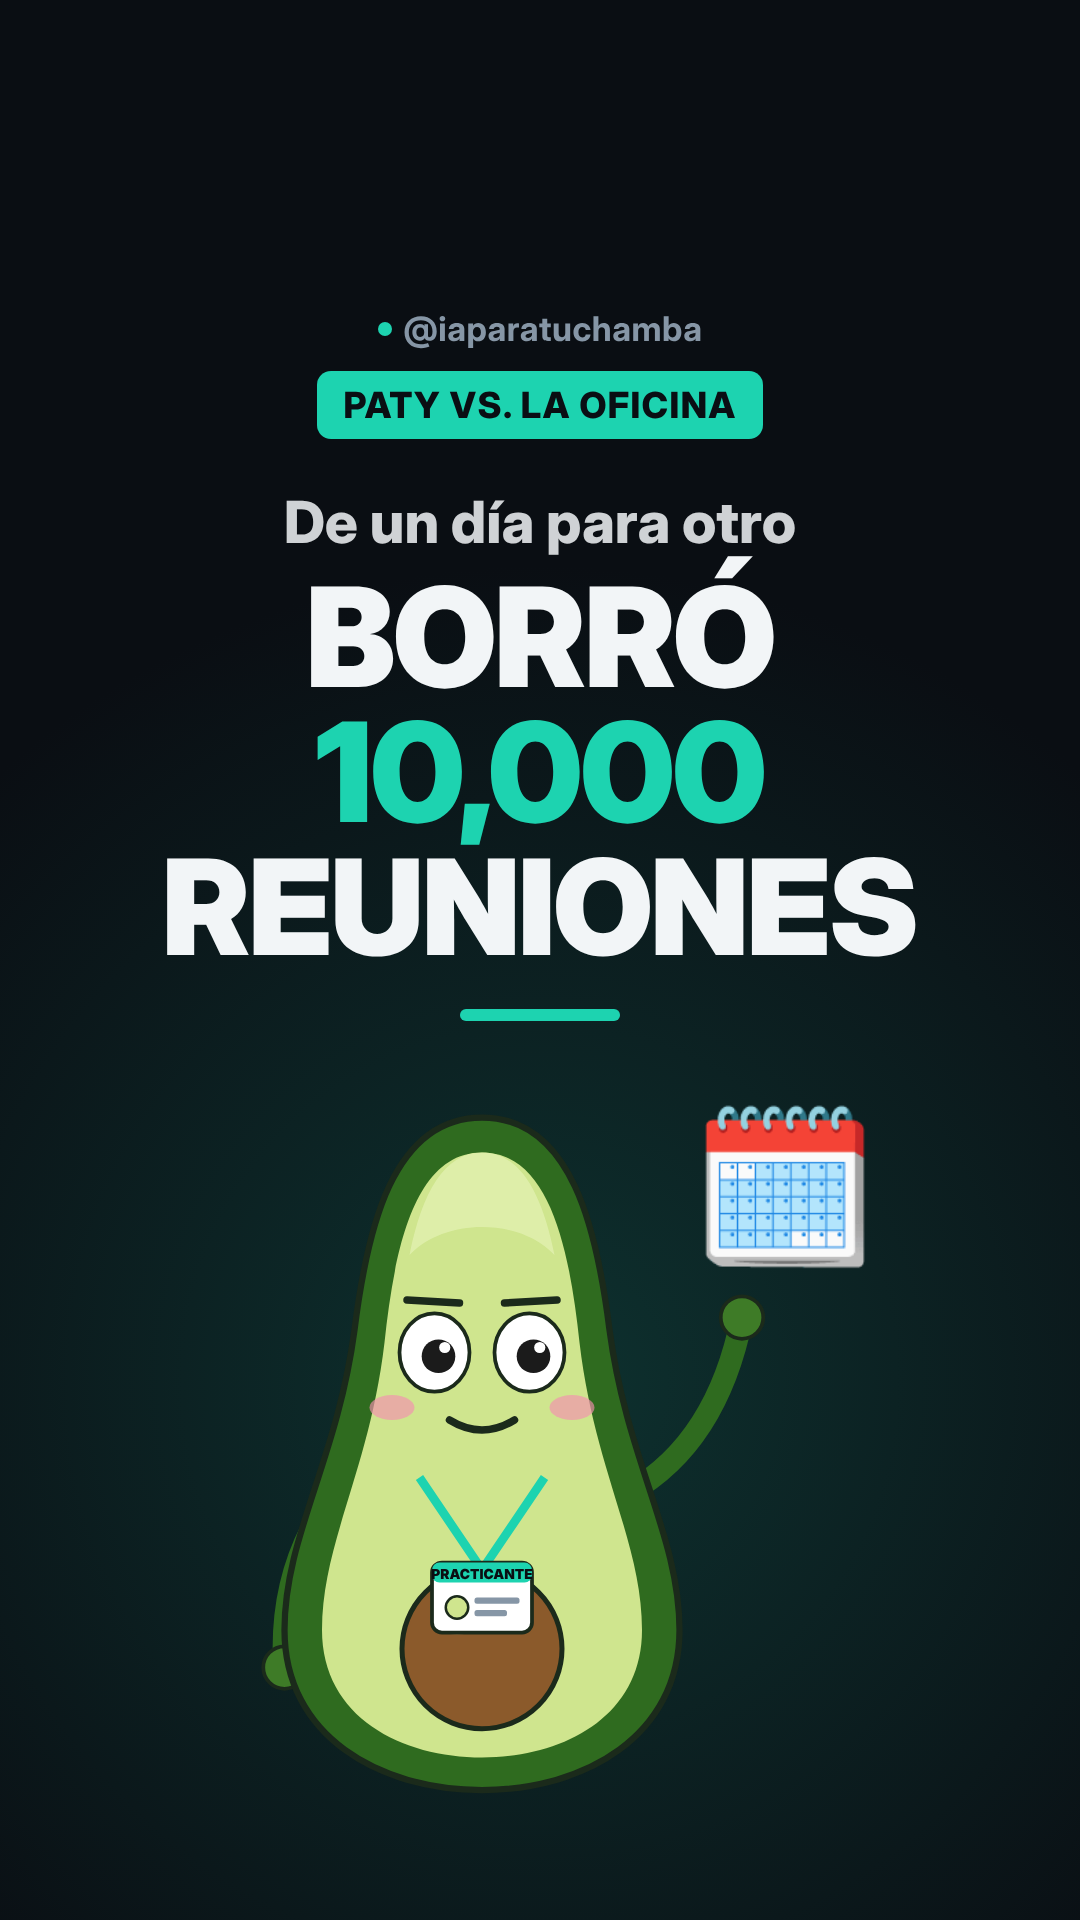 @iaparatuchamba
PATY VS. LA OFICINA
De un día para otro
BORRÓ
10,000
REUNIONES
PRACTICANTE